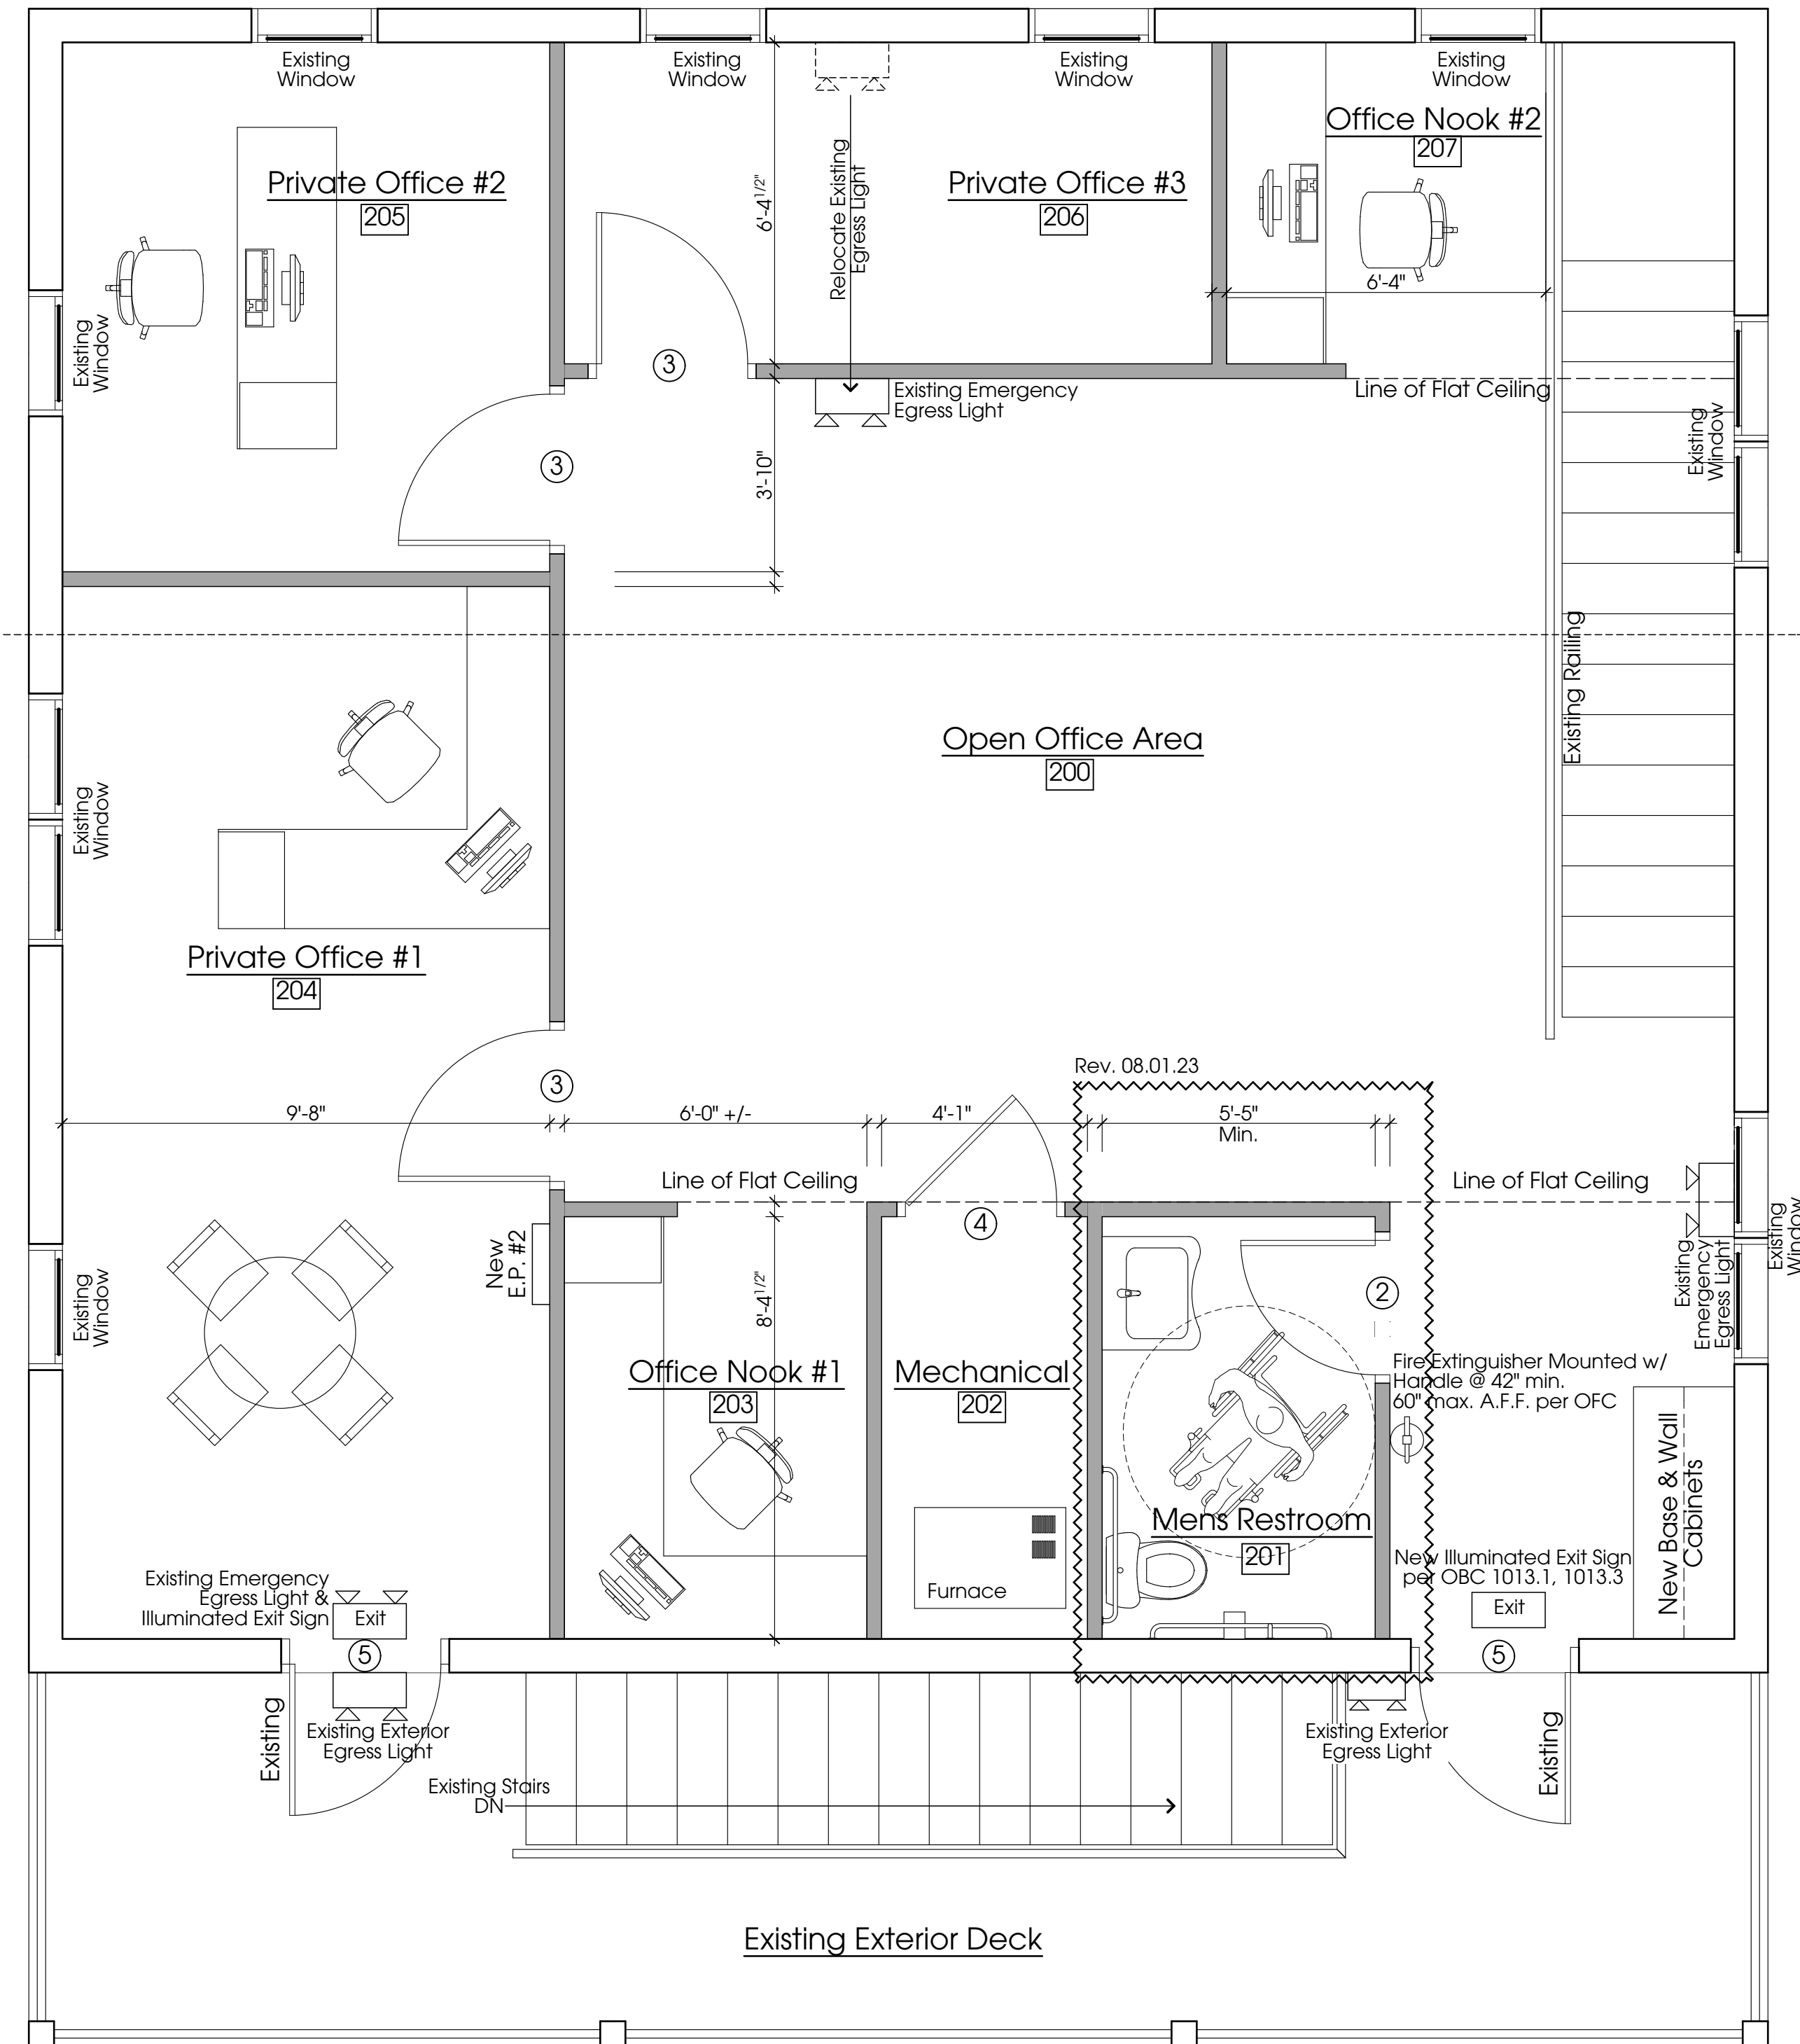 Existing
Window
Existing
Window
Existing
Window
Existing
Window
Office Nook #2
207
Private Office #2
205
6'-4 1/2"
Relocate Existing
Egress Light
Private Office #3
206
6'-4"
Existing
Window
3
Existing Emergency
Egress Light
Line of Flat Ceiling
Existing
Window
3
3'-10"
Existing Railing
Open Office Area
200
Existing
Window
Private Office #1
204
Rev. 08.01.23
3
9'-8"
6'-0" +/-
4'-1"
5'-5"
Min.
Line of Flat Ceiling
Line of Flat Ceiling
4
New
E.P. #2
Existing
Window
8'-4 1/2"
2
Existing
Emergency
Egress Light
Existing
Window
Office Nook #1
203
Mechanical
202
Fire Extinguisher Mounted w/
Handle @ 42" min.
60" max. A.F.F. per OFC
New Base & Wall
Cabinets
Mens Restroom
201
Furnace
New Illuminated Exit Sign
per OBC 1013.1, 1013.3
Exit
Existing Emergency
Egress Light &
Illuminated Exit Sign
Exit
5
5
Existing
Existing Exterior
Egress Light
Existing Exterior
Egress Light
Existing
Existing Stairs
DN
Existing Exterior Deck